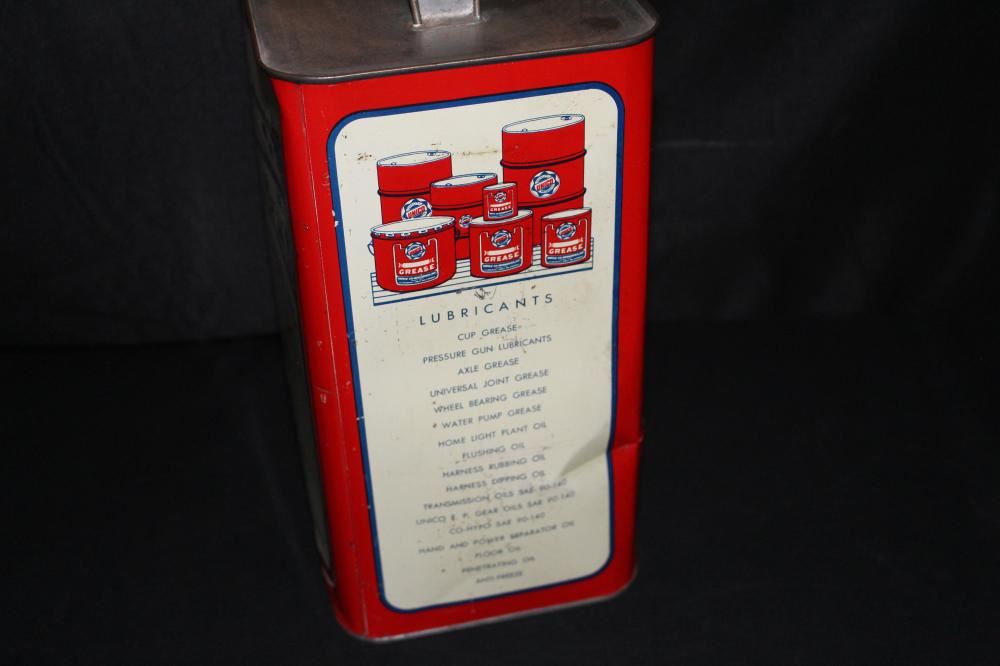 UNICO
UNICO
GREASE
GREASE
GREASE
GREASE
LUBRICANTS
CUP GREASE
PRESSURE GUN LUBRICANTS
AXLE GREASE
UNIVERSAL JOINT GREASE
WHEEL BEARING GREASE
WATER PUMP GREASE
HOME LIGHT PLANT OIL
FLUSHING OIL
HARNESS RUBBING OIL
HARNESS DIPPING OIL
TRANSMISSION OILS SAE 90-140
UNICO E. P. GEAR OILS SAE 90-140
CO-HYPO SAE 90-140
HAND AND POWER SEPARATOR OIL
FLOOR OIL
PENETRATING OIL
ANTI-FREEZE